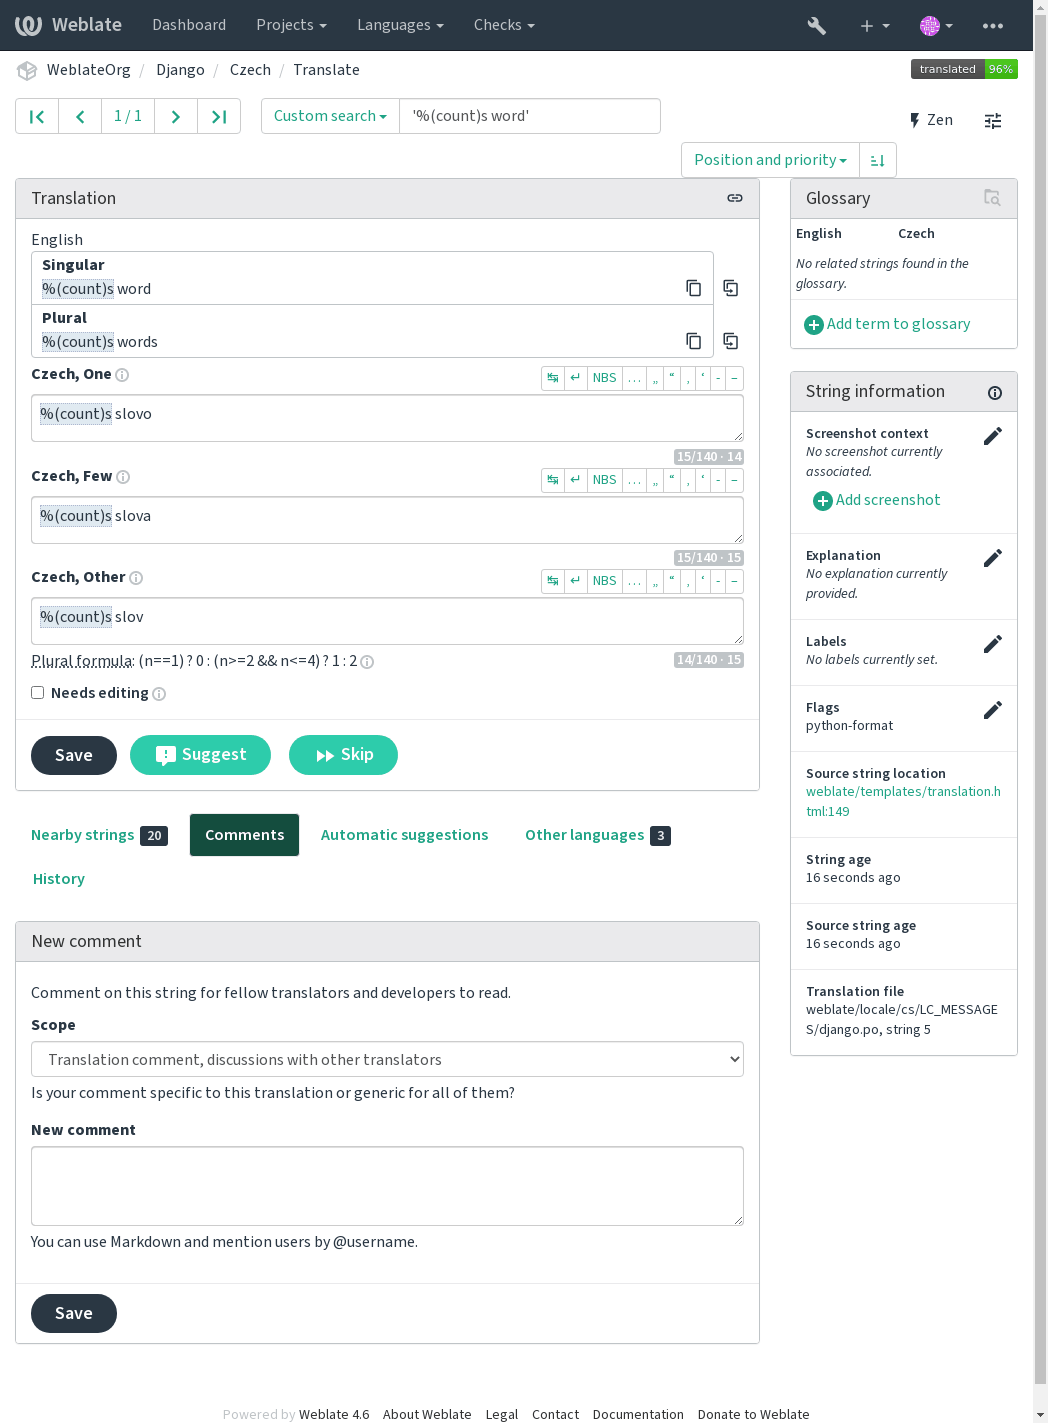 Weblate Dashboard Projects Languages Checks
WeblateOrg / Django / Czech / Translate translated 96%
1 / 1 Custom search '%(count)s word' Zen
Position and priority
Translation
English
Singular
%(count)s word
Plural
%(count)s words
Czech, One
↹ ↵ NBS … „ “ ‚ ‘ - –
%(count)s slovo
15/140 · 14
Czech, Few
↹ ↵ NBS … „ “ ‚ ‘ - –
%(count)s slova
15/140 · 15
Czech, Other
↹ ↵ NBS … „ “ ‚ ‘ - –
%(count)s slov
Plural formula: (n==1) ? 0 : (n>=2 && n<=4) ? 1 : 2
14/140 · 15
Needs editing
Save Suggest Skip
Nearby strings 20 Comments Automatic suggestions Other languages 3
History
New comment
Comment on this string for fellow translators and developers to read.
Scope
Translation comment, discussions with other translators
Is your comment specific to this translation or generic for all of them?
New comment
You can use Markdown and mention users by @username.
Save
Glossary
English Czech
No related strings found in the
glossary.
Add term to glossary
String information
Screenshot context
No screenshot currently
associated.
Add screenshot
Explanation
No explanation currently
provided.
Labels
No labels currently set.
Flags
python-format
Source string location
weblate/templates/translation.h
tml:149
String age
16 seconds ago
Source string age
16 seconds ago
Translation file
weblate/locale/cs/LC_MESSAGE
S/django.po, string 5
Powered by Weblate 4.6 About Weblate Legal Contact Documentation Donate to Weblate